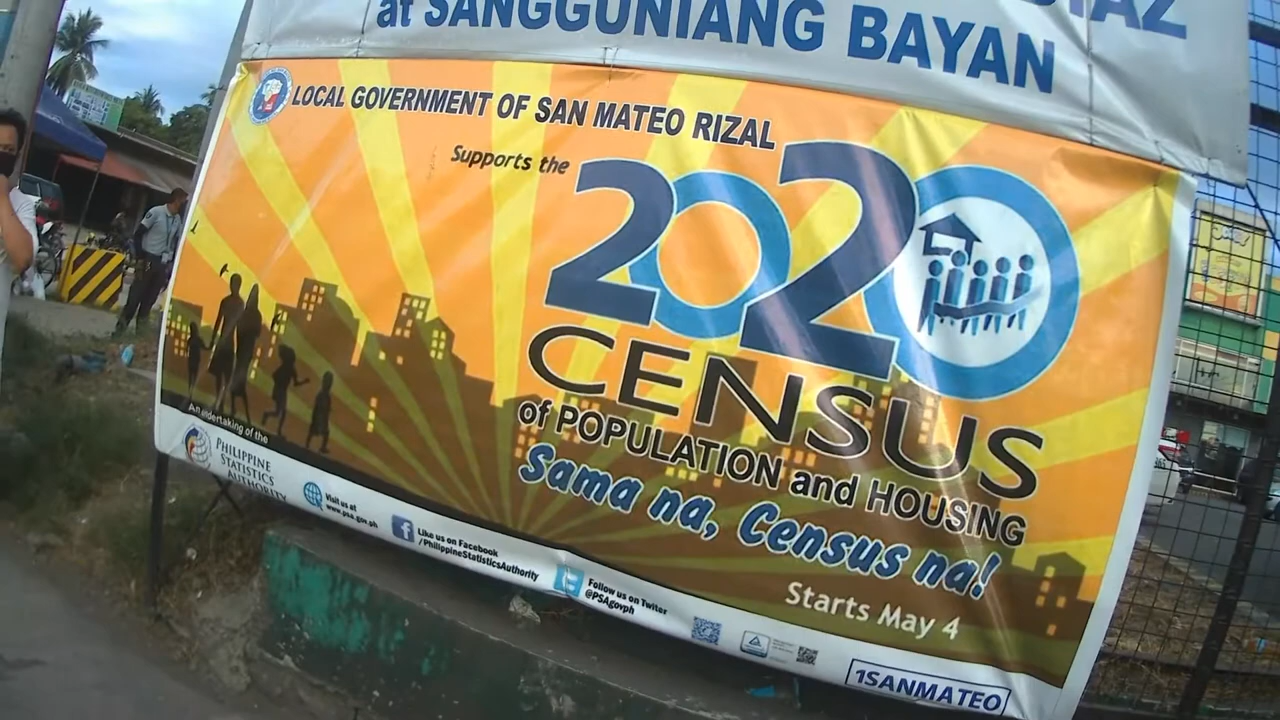 at SANGGUNIANG BAYAN
LOCAL GOVERNMENT OF SAN MATEO RIZAL
Supports the
2020
CENSUS
of POPULATION and HOUSING
Sama na, Census na!
Starts May 4
An undertaking of the
PHILIPPINE
STATISTICS
AUTHORITY
Visit us at
www.psa.gov.ph
Like us on Facebook
/PhilippineStatisticsAuthority
Follow us on Twiter
@PSAgovph
1SANMATEO